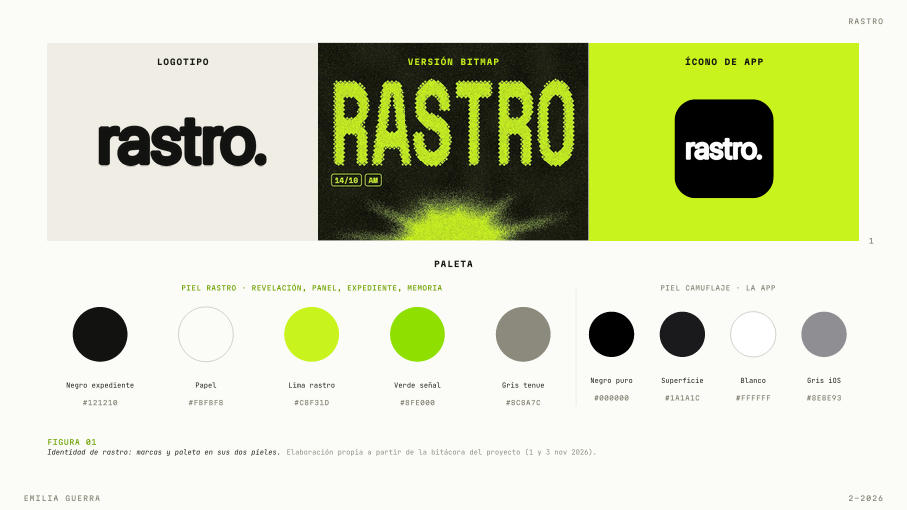 RASTRO
LOGOTIPO
rastro.
VERSIÓN BITMAP
RASTRO
14/10 AM
ÍCONO DE APP
rastro.
1
PALETA
PIEL RASTRO · REVELACIÓN, PANEL, EXPEDIENTE, MEMORIA
Negro expediente
#121210
Papel
#FBFBF8
Lima rastro
#C8F31D
Verde señal
#8FE000
Gris tenue
#8C8A7C
PIEL CAMUFLAJE · LA APP
Negro puro
#000000
Superficie
#1A1A1C
Blanco
#FFFFFF
Gris iOS
#8E8E93
FIGURA 01
Identidad de rastro: marcas y paleta en sus dos pieles. Elaboración propia a partir de la bitácora del proyecto (1 y 3 nov 2026).
EMILIA GUERRA
2—2026